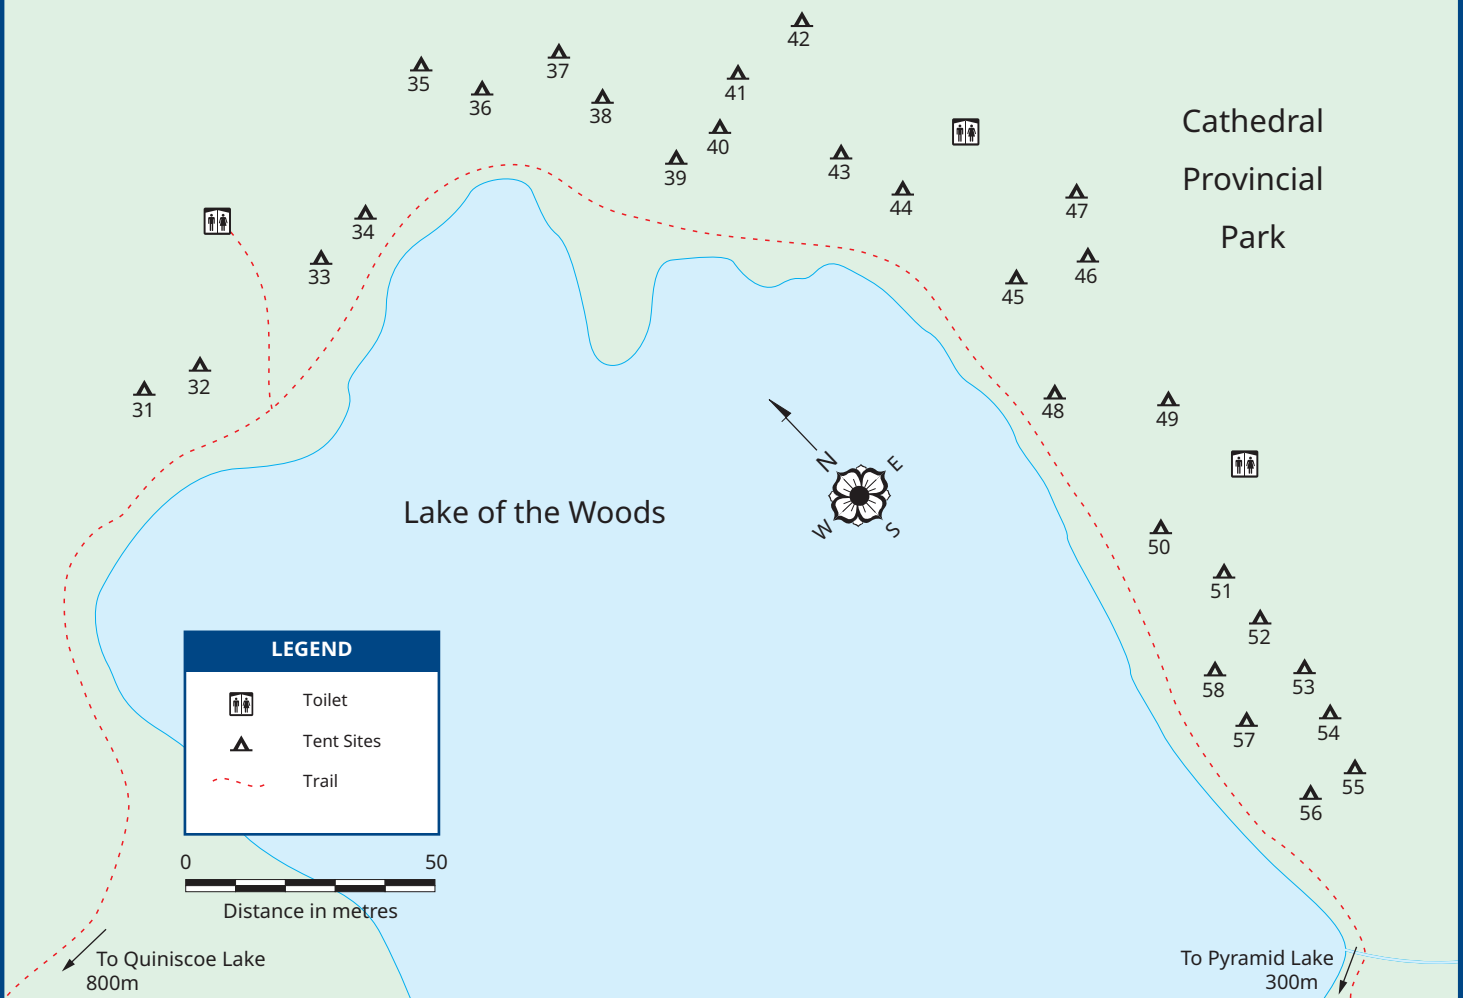 42
37
35
41
36
38
40
Cathedral
Provincial
Park
39
43
44
47
34
33
46
45
32
31
48
49
N
E
W
S
Lake of the Woods
50
51
52
58
53
57
54
55
56
LEGEND
Toilet
Tent Sites
Trail
0
50
Distance in metres
To Quiniscoe Lake
800m
To Pyramid Lake
300m